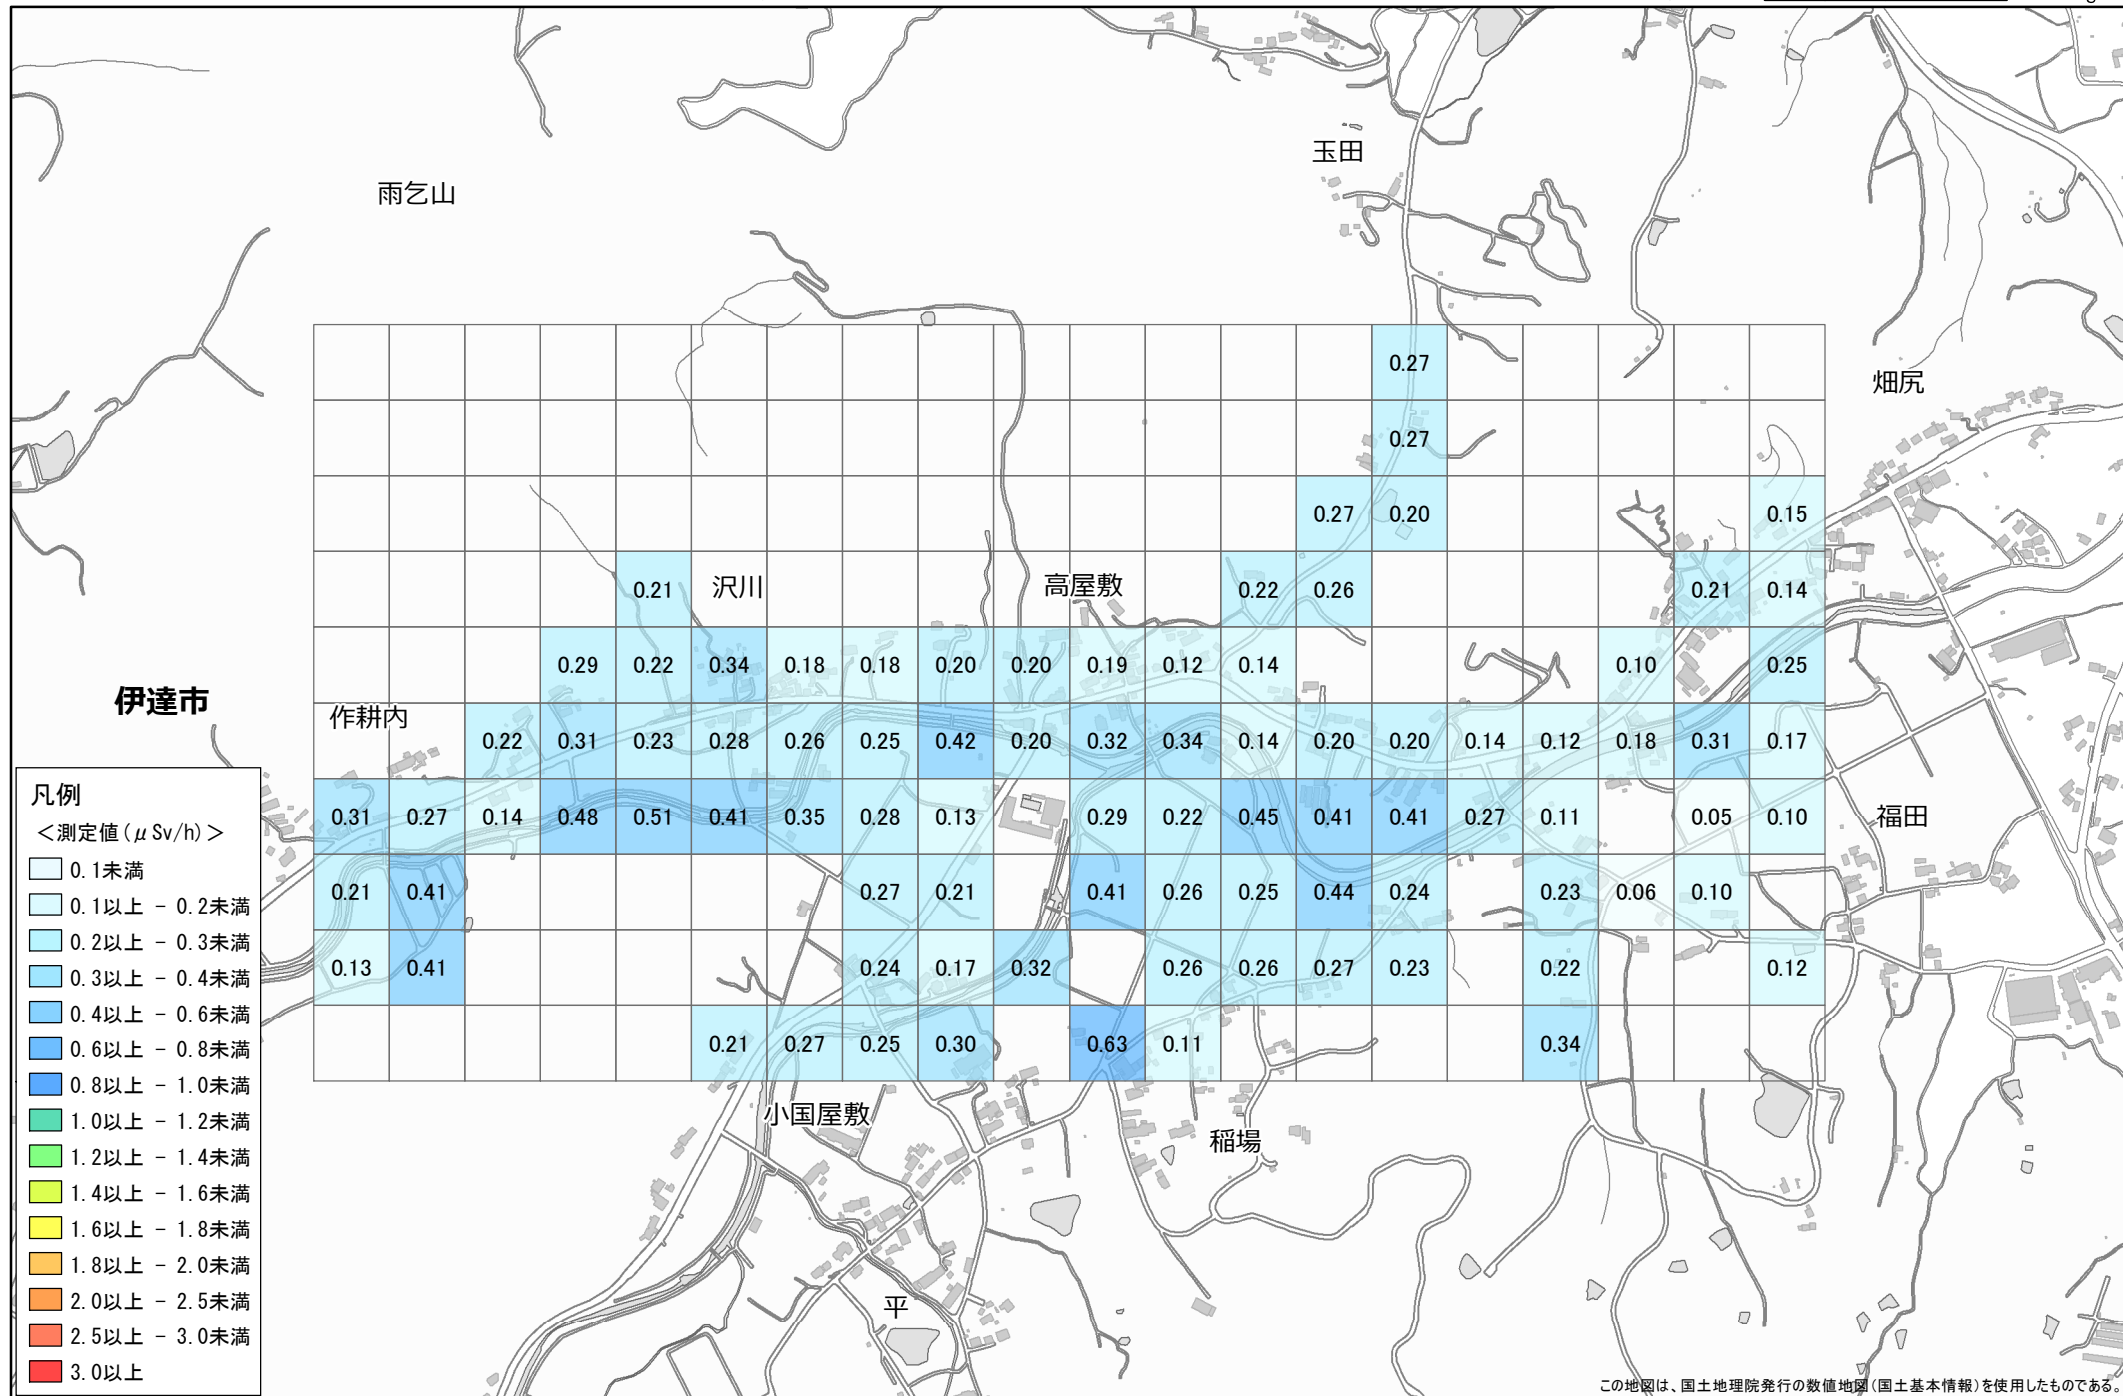 玉田
雨乞山
0.27
畑尻
0.27
0.27 0.20 0.15
0.21 沢川 高屋敷 0.22 0.26 0.21 0.14
0.29 0.22 0.34 0.18 0.18 0.20 0.20 0.19 0.12 0.14 0.10 0.25
伊達市
作耕内
0.22 0.31 0.23 0.28 0.26 0.25 0.42 0.20 0.32 0.34 0.14 0.20 0.20 0.14 0.12 0.18 0.31 0.17
0.31 0.27 0.14 0.48 0.51 0.41 0.35 0.28 0.13 0.29 0.22 0.45 0.41 0.41 0.27 0.11 0.05 0.10
福田
0.21 0.41 0.27 0.21 0.41 0.26 0.25 0.44 0.24 0.23 0.06 0.10
0.13 0.41 0.24 0.17 0.32 0.26 0.26 0.27 0.23 0.22 0.12
0.21 0.27 0.25 0.30 0.63 0.11 0.34
小国屋敷
稲場
平
凡例
<測定値(μSv/h)>
0.1未満
0.1以上 - 0.2未満
0.2以上 - 0.3未満
0.3以上 - 0.4未満
0.4以上 - 0.6未満
0.6以上 - 0.8未満
0.8以上 - 1.0未満
1.0以上 - 1.2未満
1.2以上 - 1.4未満
1.4以上 - 1.6未満
1.6以上 - 1.8未満
1.8以上 - 2.0未満
2.0以上 - 2.5未満
2.5以上 - 3.0未満
3.0以上
この地図は、国土地理院発行の数値地図(国土基本情報)を使用したものである。